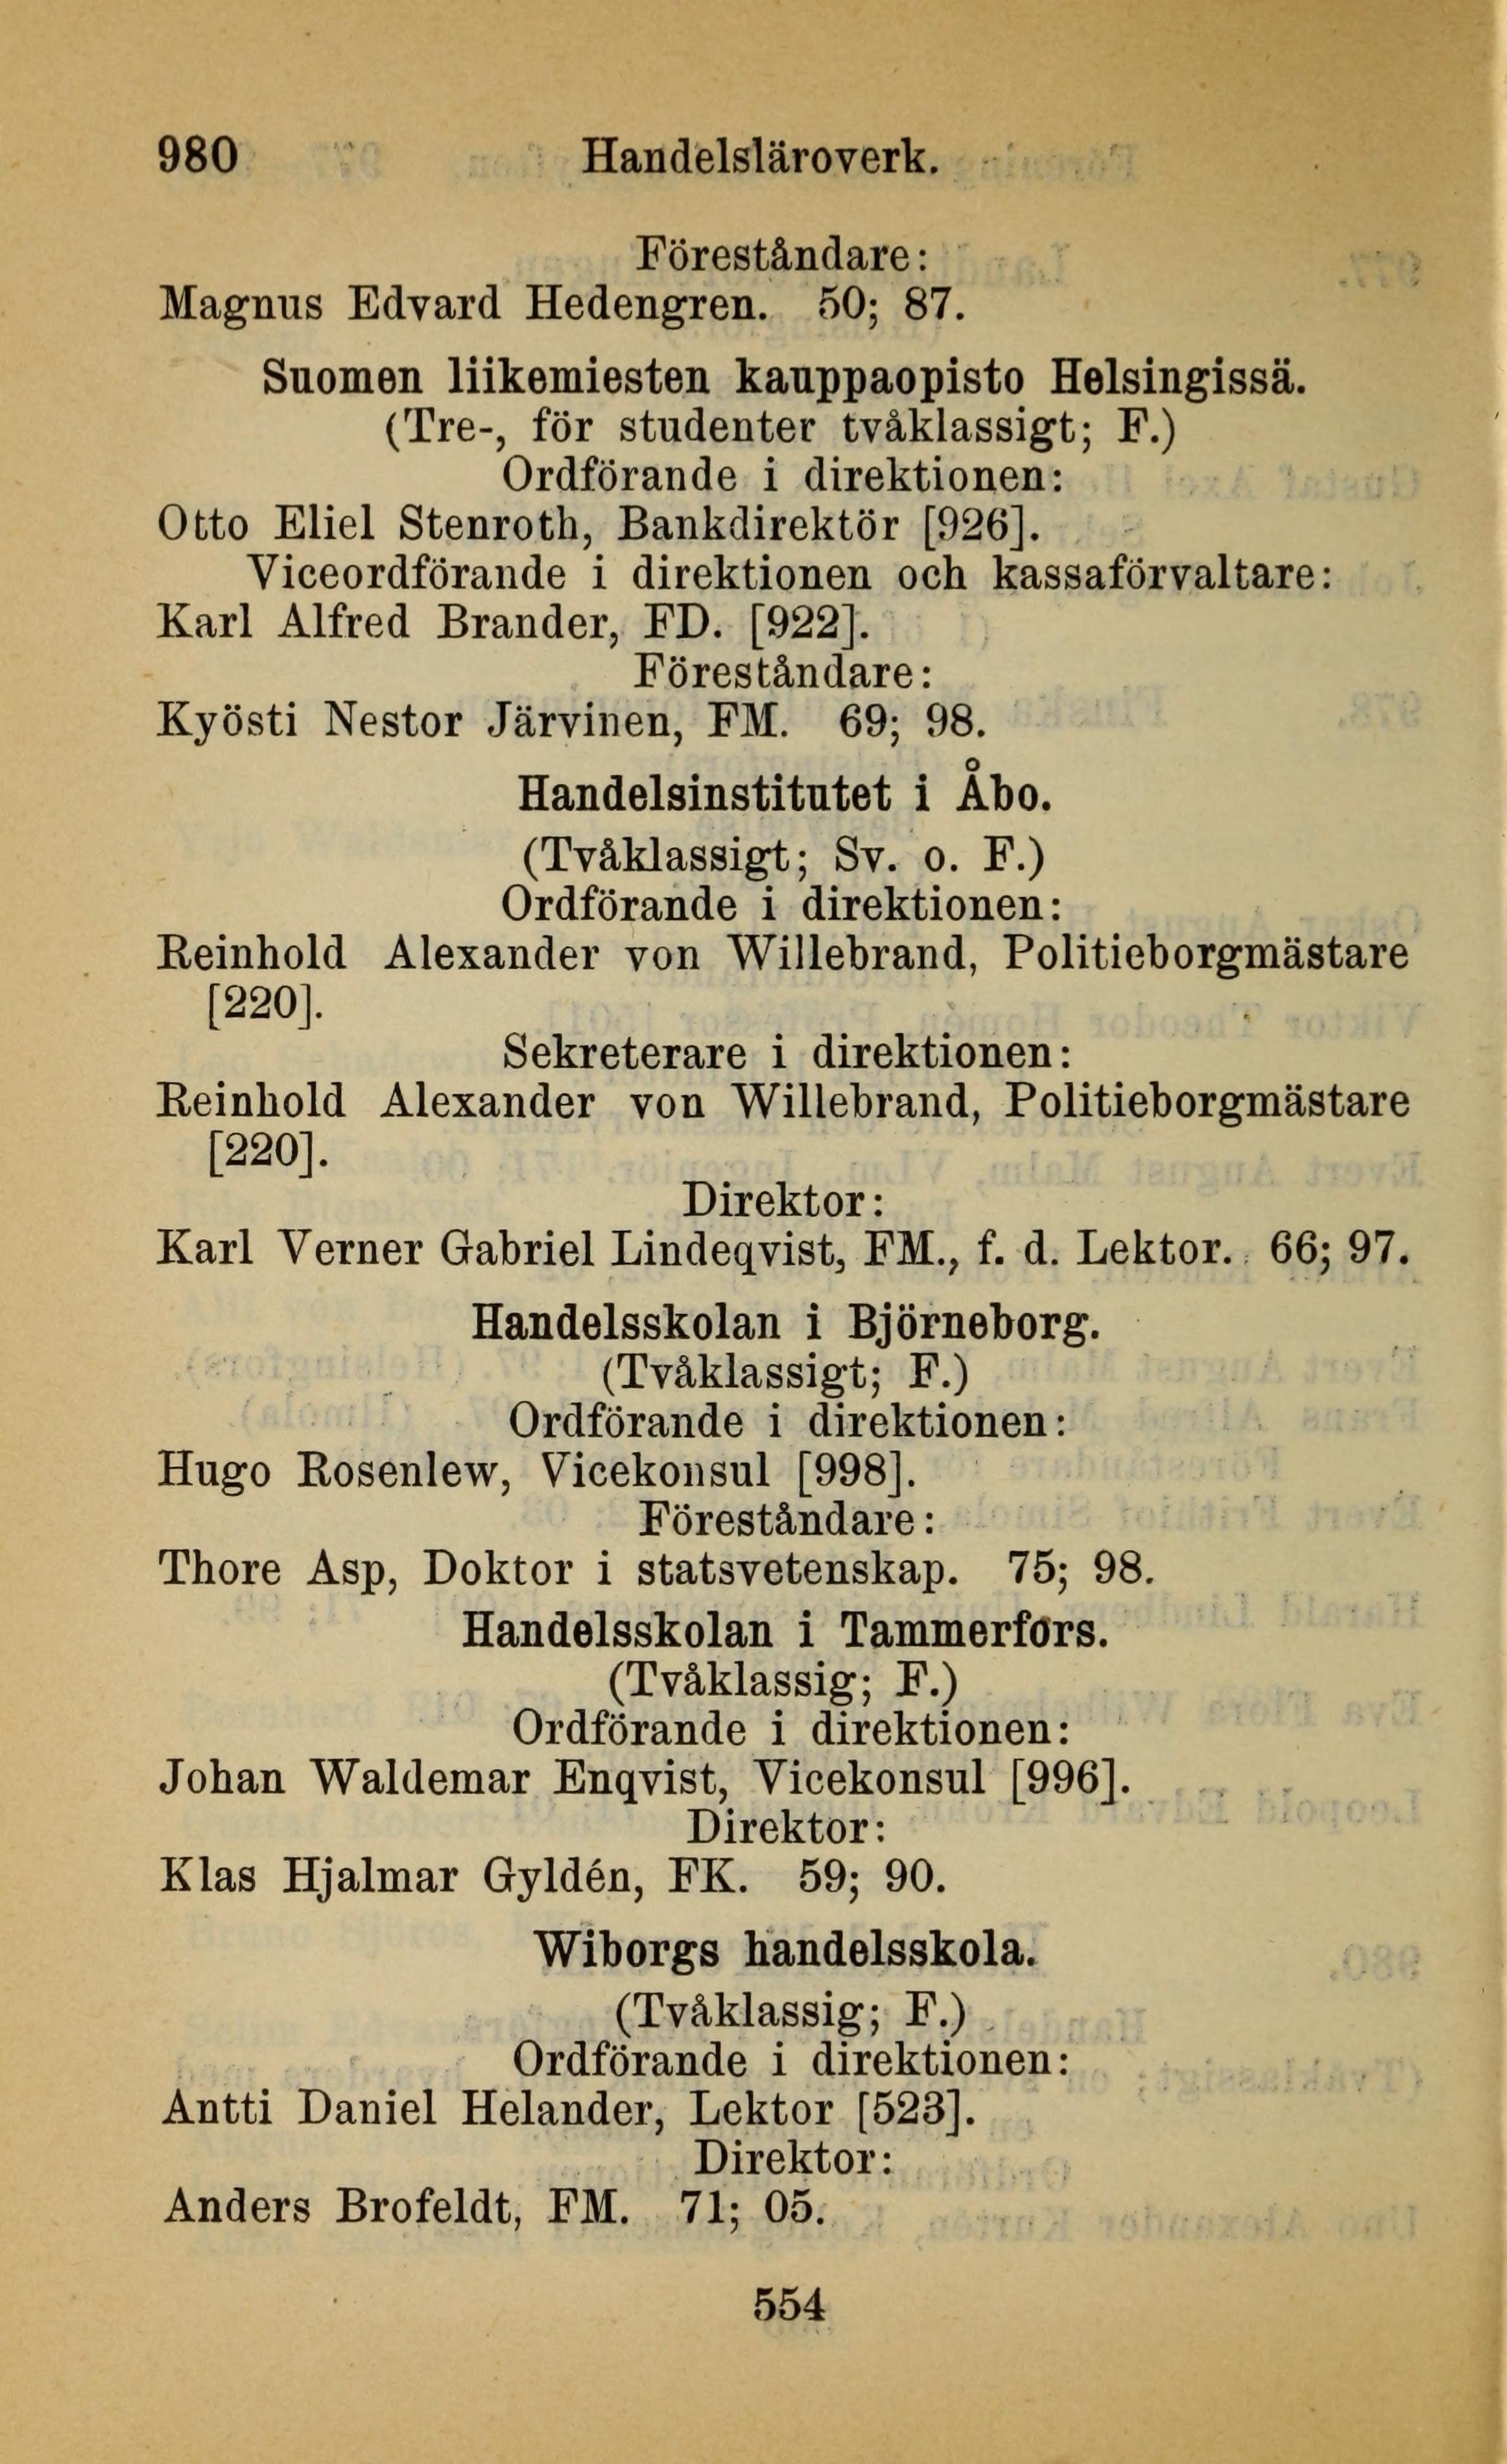 980 Handelsläroverk.
Föreståndare:
Magnus Edvard Hedengren. 50; 87.
Suomen liikemiesten kauppaopisto Helsingissä.
(Tre-, för studenter tvåklassigt; F.)
Ordförande i direktionen:
Otto Eliel Stenroth, Bankdirektör [926].
Viceordförande i direktionen och kassaförvaltare:
Karl Alfred Brander, FD. [922].
Föreståndare:
Kyösti Nestor Järvinen, FM. 69; 98.
Handelsinstitutet i Åbo.
(Tvåklassigt; Sv. o. F.)
Ordförande i direktionen:
Reinhold Alexander von Willebrand, Politieborgmästare
[220].
Sekreterare i direktionen:
Reinhold Alexander von Willebrand, Politieborgmästare
[220].
Direktor:
Karl Verner Gabriel Lindeqvist, FM., f. d. Lektor. 66; 97.
Handelsskolan i Björneborg.
(Tvåklassigt; F.)
Ordförande i direktionen:
Hugo Rosenlew, Vicekonsul [998].
Föreståndare:
Thore Asp, Doktor i statsvetenskap. 75; 98.
Handelsskolan i Tammerfors.
(Tvåklassig; F.)
Ordförande i direktionen:
Johan Waldemar Enqvist, Vicekonsul [996].
Direktor:
Klas Hjalmar Gyldén, FK. 59; 90.
Wiborgs handelsskola.
(Tvåklassig; F.)
Ordförande i direktionen:
Antti Daniel Helander, Lektor [523].
Direktor:
Anders Brofeldt, FM. 71; 05.
554